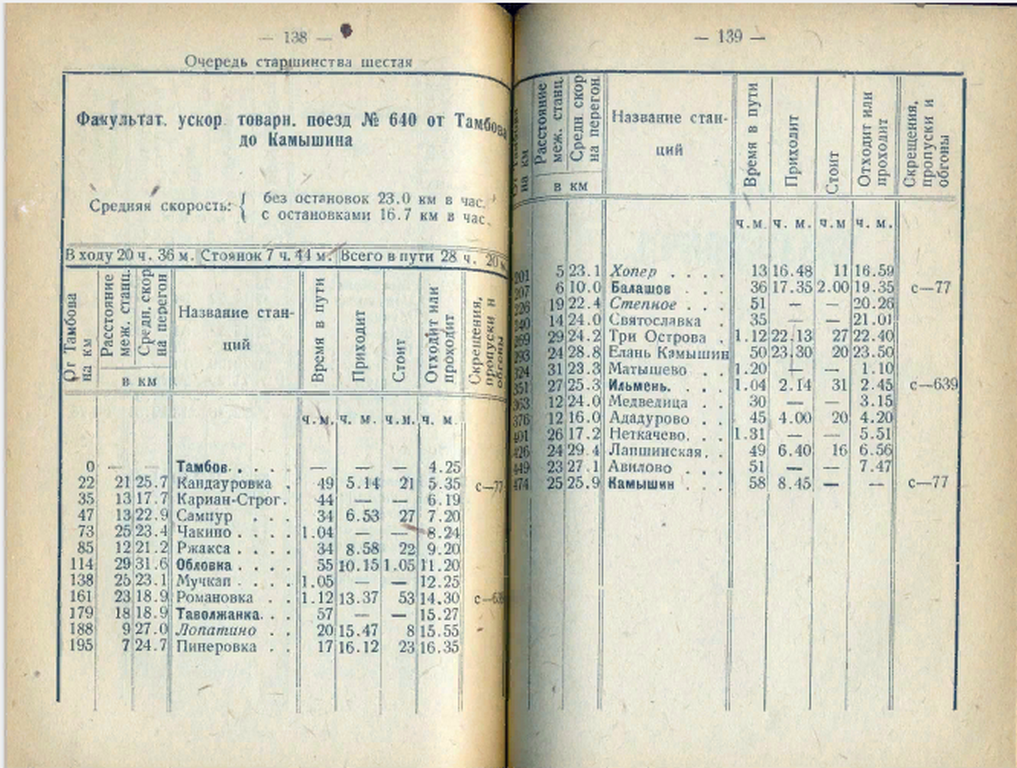 — 138 —
Очередь старшинства шестая
Факультат. ускор. товарн. поезд № 640 от Тамбова
до Камышина
Средняя скорость: { без остановок 23.0 км в час.
с остановками 16.7 км в час.
В ходу 20 ч. 36 м. Стоянок 7 ч. 44 м. Всего в пути 28 ч. 20 м.
От Тамбова на км | Расстояние меж. станц. | Средн. скор на перегон. | в км | Название станций | Время в пути | Приходит | Стоит | Отходит или проходит | Скрещения, пропуски и обгоны
ч.м. ч. м. ч.м. ч. м.
0 — — Тамбов. . . . . — — — 4.25
22 21 25.7 Кандауровка . 49 5.14 21 5.35 с—77
35 13 17.7 Кариан-Строг. 44 — — 6.19
47 13 22.9 Сампур . . . 34 6.53 27 7.20
73 25 23.4 Чакино . . . . 1.04 — — 8.24
85 12 21.2 Ржакса . . . . 34 8.58 22 9.20
114 29 31.6 Обловка . . . . 55 10.15 1.05 11.20
138 25 23.1 Мучкап . . . . 1.05 — — 12.25
161 23 18.9 Романовка . . 1.12 13.37 53 14.30 с—639
179 18 18.9 Таволжанка. . . 57 — — 15.27
188 9 27.0 Лопатино . . 20 15.47 8 15.55
195 7 24.7 Пинеровка . . 17 16.12 23 16.35
— 139 —
От Тамбова на км | Расстояние меж. станц. | Средн. скор на перегон. | в км | Название станций | Время в пути | Приходит | Стоит | Отходит или проходит | Скрещения, пропуски и обгоны
ч.м. ч. м. ч.м ч. м.
201 5 23.1 Хопер . . . . 13 16.48 11 16.59
207 6 10.0 Балашов . . . 36 17.35 2.00 19.35 с—77
226 19 22.4 Степное . . . 51 — — 20.26
240 14 24.0 Святославка . 35 — — 21.01
269 29 24.2 Три Острова . 1.12 22.13 27 22.40
293 24 28.8 Елань Камышин 50 23.30 20 23.50
324 31 23.3 Матышево . . 1.20 — — 1.10
351 27 25.3 Ильмень. . . . 1.04 2.14 31 2.45 с—639
363 12 24.0 Медведица . . 30 — — 3.15
376 12 16.0 Ададурово . . 45 4.00 20 4.20
401 26 17.2 Неткачево. . . 1.31 — — 5.51
426 24 29.4 Лапшинская. . 49 6.40 16 6.56
449 23 27.1 Авилово . . . 51 — — 7.47
474 25 25.9 Камышин . . . 58 8.45 — — с—77